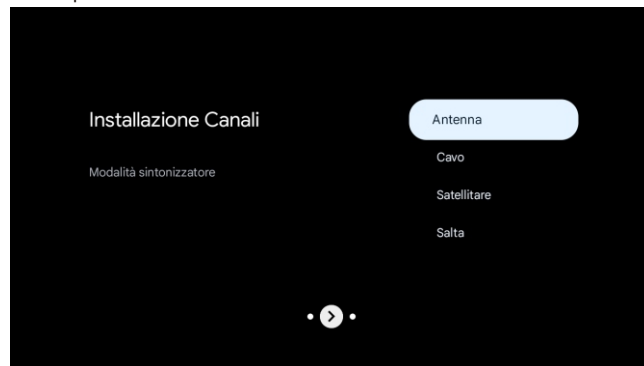 Installazione Canali
Modalità sintonizzatore
Antenna
Cavo
Satellitare
Salta